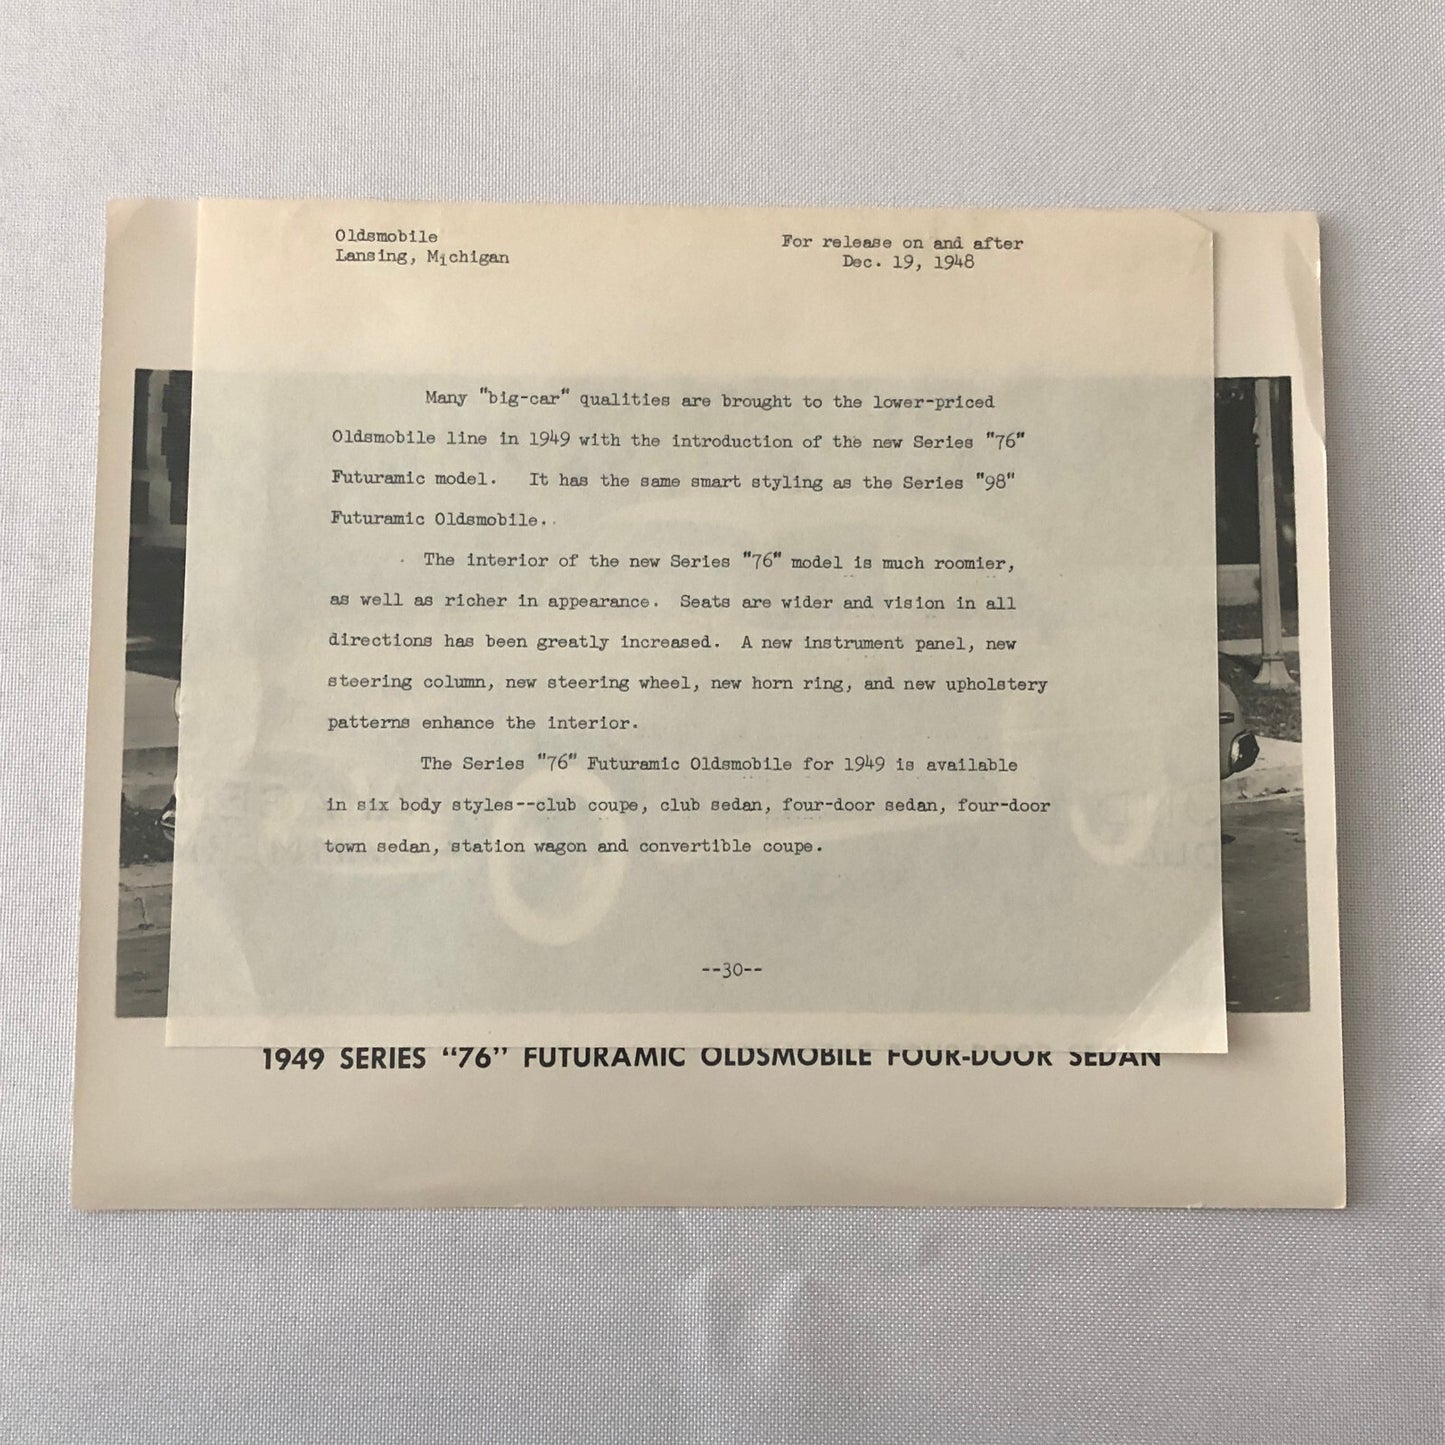 Oldsmobile
Lansing, Michigan
For release on and after
Dec. 19, 1948
Many "big-car" qualities are brought to the lower-priced
Oldsmobile line in 1949 with the introduction of the new Series "76"
Futuramic model. It has the same smart styling as the Series "98"
Futuramic Oldsmobile.
The interior of the new Series "76" model is much roomier,
as well as richer in appearance. Seats are wider and vision in all
directions has been greatly increased. A new instrument panel, new
steering column, new steering wheel, new horn ring, and new upholstery
patterns enhance the interior.
The Series "76" Futuramic Oldsmobile for 1949 is available
in six body styles--club coupe, club sedan, four-door sedan, four-door
town sedan, station wagon and convertible coupe.
--30--
1949 SERIES "76" FUTURAMIC OLDSMOBILE FOUR-DOOR SEDAN